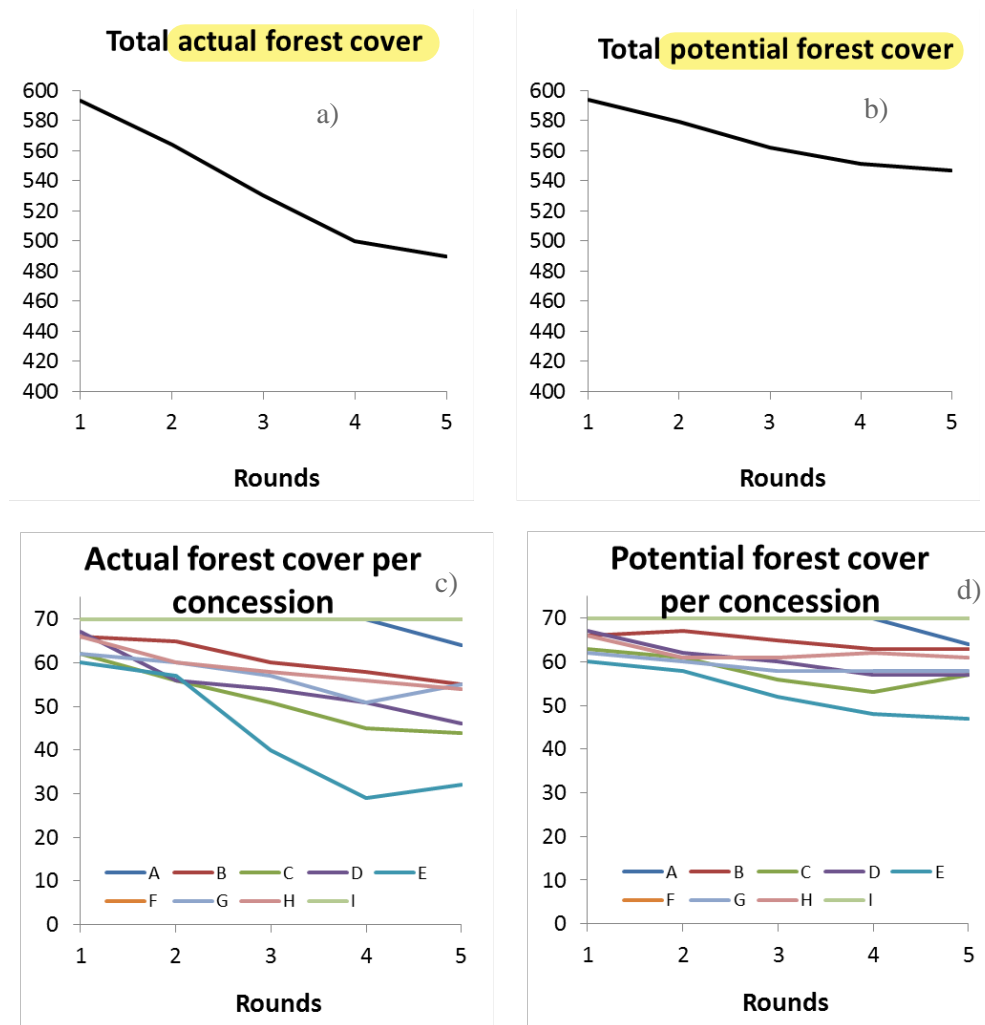 Total actual forest cover
a)
600
580
560
540
520
500
480
460
440
420
400
1 2 3 4 5
Rounds
Total potential forest cover
b)
600
580
560
540
520
500
480
460
440
420
400
1 2 3 4 5
Rounds
Actual forest cover per
concession
c)
70
60
50
40
30
20
10
0
A B C D E
F G H I
1 2 3 4 5
Rounds
Potential forest cover
per concession
d)
70
60
50
40
30
20
10
0
A B C D E
F G H I
1 2 3 4 5
Rounds